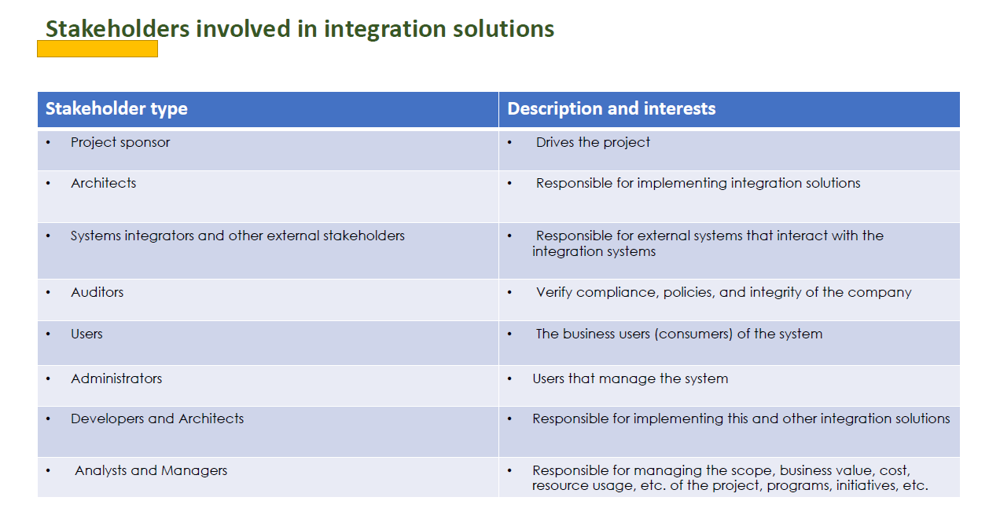 Stakeholders involved in integration solutions
Stakeholder type
Description and interests
• Project sponsor
• Drives the project
• Architects
• Responsible for implementing integration solutions
• Systems integrators and other external stakeholders
• Responsible for external systems that interact with the
integration systems
• Auditors
• Verify compliance, policies, and integrity of the company
• Users
• The business users (consumers) of the system
• Administrators
• Users that manage the system
• Developers and Architects
• Responsible for implementing this and other integration solutions
• Analysts and Managers
• Responsible for managing the scope, business value, cost,
resource usage, etc. of the project, programs, initiatives, etc.